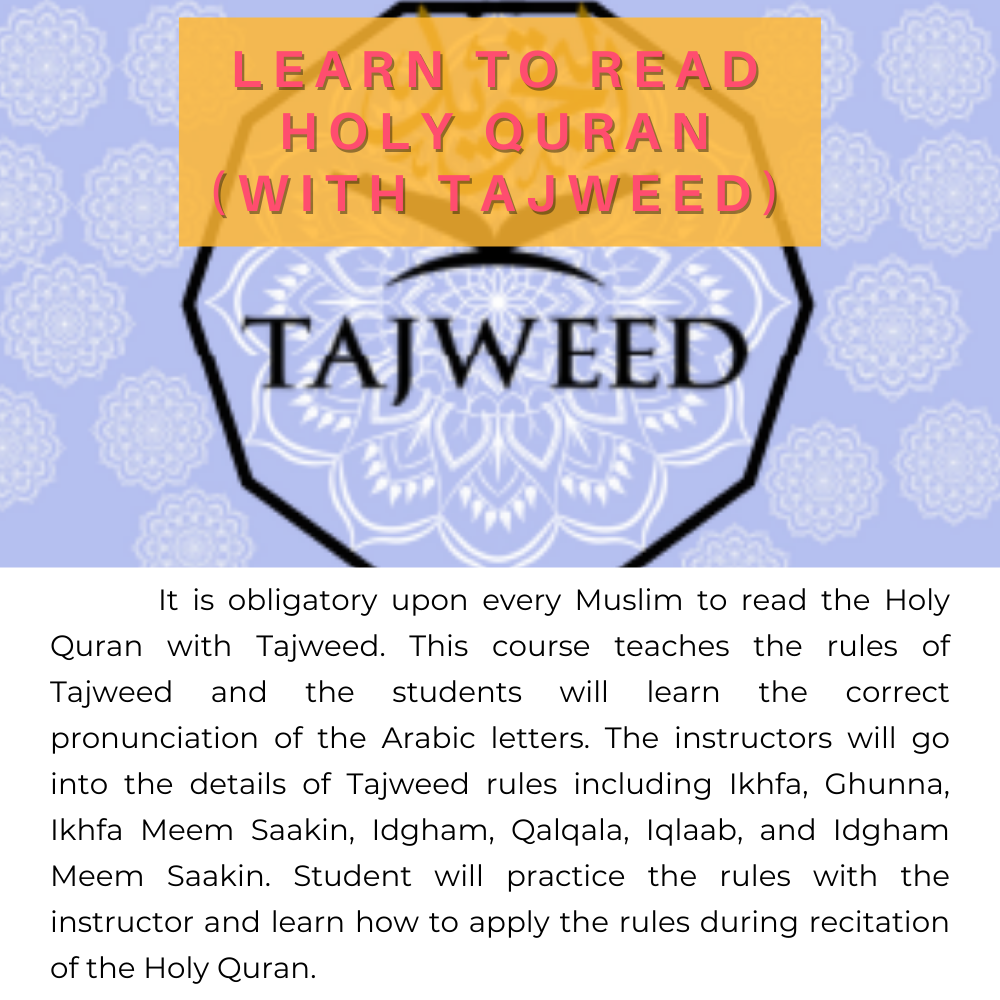 LEARN TO READ
HOLY QURAN
(WITH TAJWEED)
TAJWEED
It is obligatory upon every Muslim to read the Holy
Quran with Tajweed. This course teaches the rules of
Tajweed and the students will learn the correct
pronunciation of the Arabic letters. The instructors will go
into the details of Tajweed rules including Ikhfa, Ghunna,
Ikhfa Meem Saakin, Idgham, Qalqala, Iqlaab, and Idgham
Meem Saakin. Student will practice the rules with the
instructor and learn how to apply the rules during recitation
of the Holy Quran.